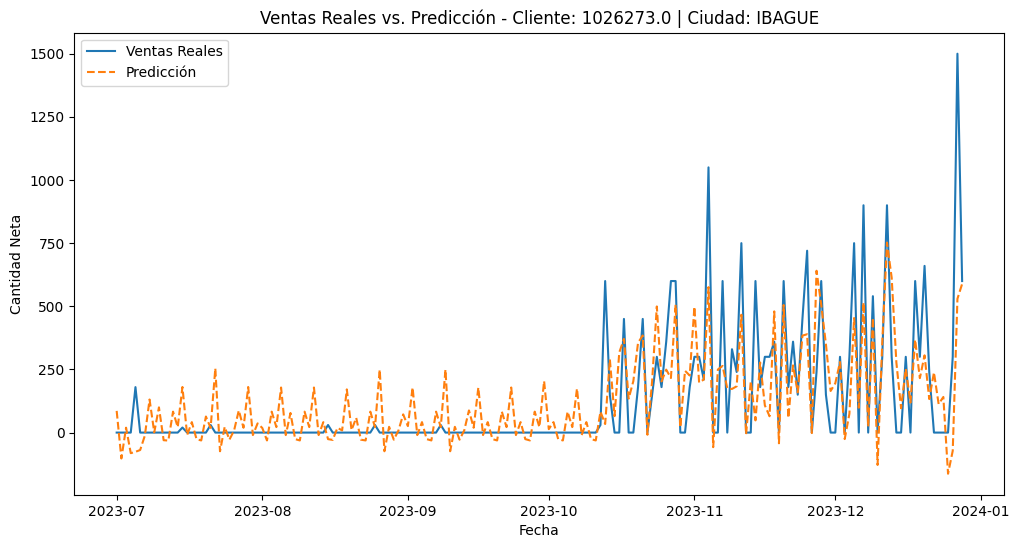 Ventas Reales vs. Predicción - Cliente: 1026273.0 | Ciudad: IBAGUE
Ventas Reales
Predicción
Cantidad Neta
1500
1250
1000
750
500
250
0
2023-07
2023-08
2023-09
2023-10
2023-11
2023-12
2024-01
Fecha